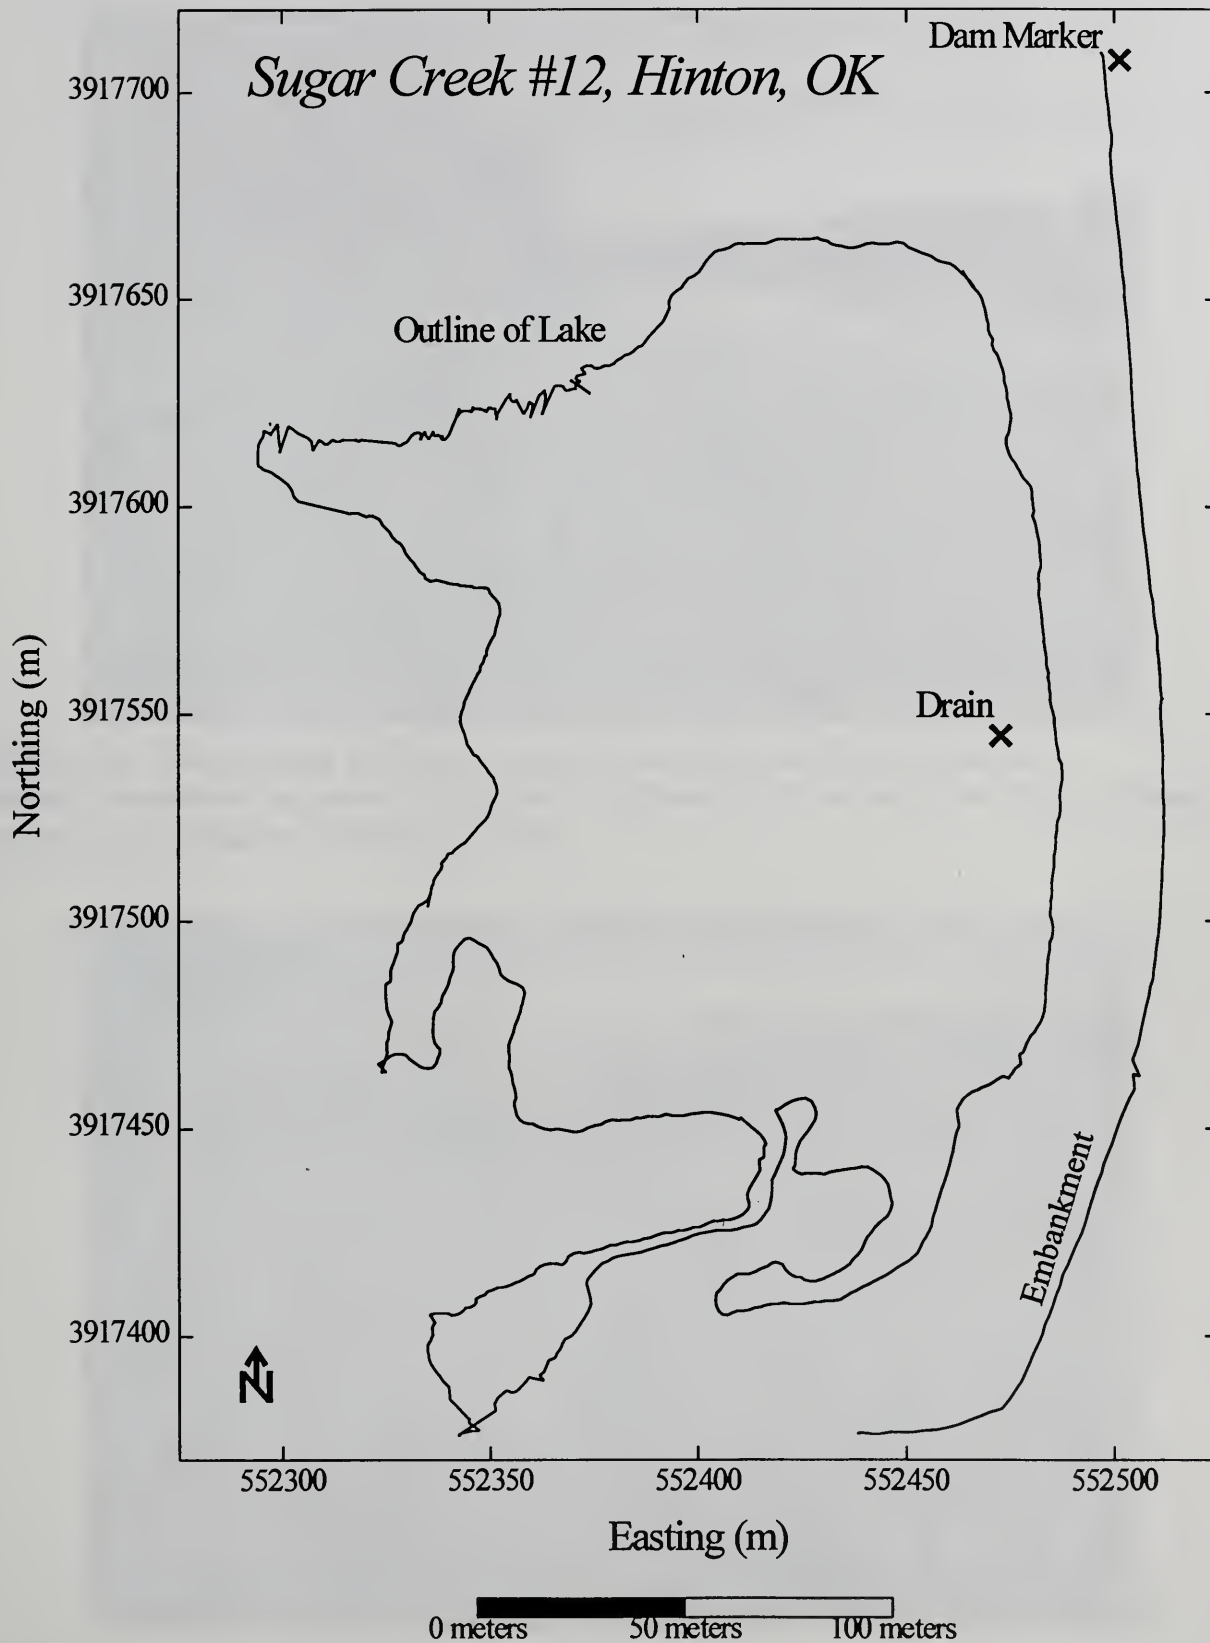 Dam Marker
Sugar Creek #12, Hinton, OK
3917700
3917650
Outline of Lake
3917600
Drain
3917550
Northing (m)
3917500
3917450
Embankment
3917400
N
552300 552350 552400 552450 552500
Easting (m)
0 meters 50 meters 100 meters